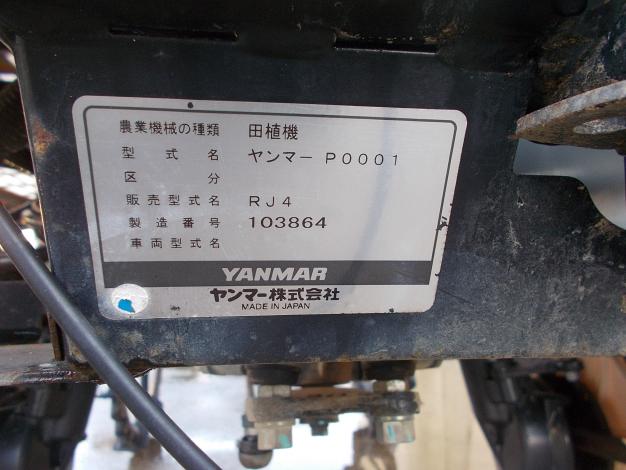 農業機械の種類 田植機
型式名 ヤンマー P0001
区分
販売型式名 RJ4
製造番号 103864
車両型式名
YANMAR
ヤンマー株式会社
MADE IN JAPAN